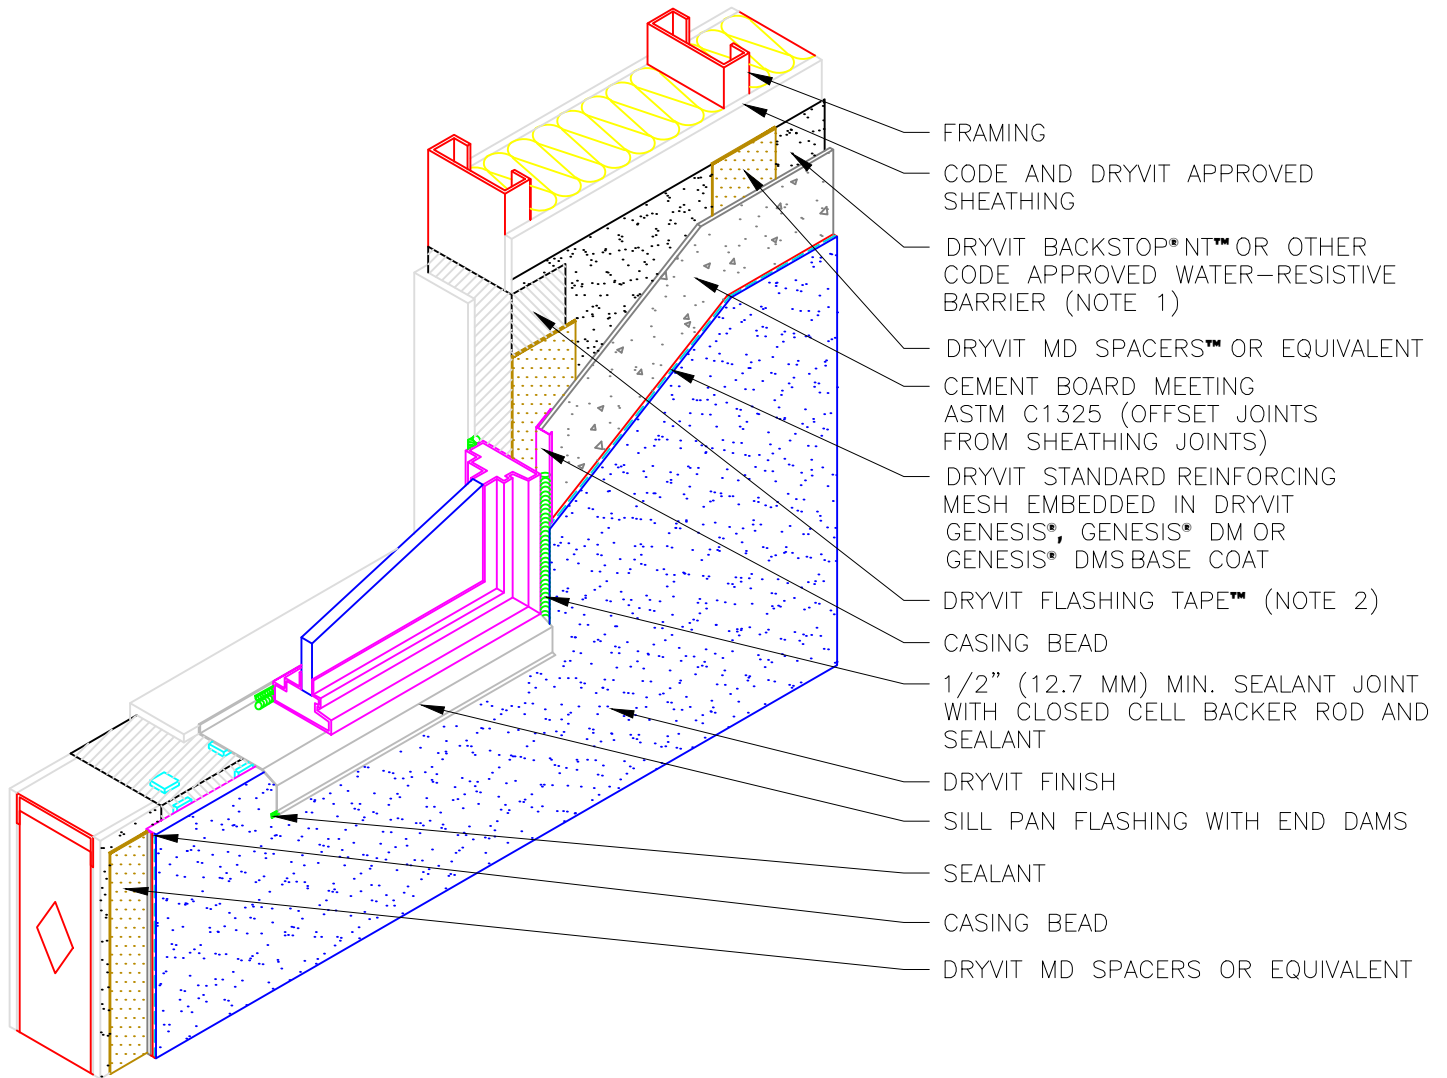 FRAMING
CODE AND DRYVIT APPROVED
SHEATHING
DRYVIT BACKSTOP® NT™ OR OTHER
CODE APPROVED WATER-RESISTIVE
BARRIER (NOTE 1)
DRYVIT MD SPACERS™ OR EQUIVALENT
CEMENT BOARD MEETING
ASTM C1325 (OFFSET JOINTS
FROM SHEATHING JOINTS)
DRYVIT STANDARD REINFORCING
MESH EMBEDDED IN DRYVIT
GENESIS®, GENESIS® DM OR
GENESIS® DMS BASE COAT
DRYVIT FLASHING TAPE™ (NOTE 2)
CASING BEAD
1/2" (12.7 MM) MIN. SEALANT JOINT
WITH CLOSED CELL BACKER ROD AND
SEALANT
DRYVIT FINISH
SILL PAN FLASHING WITH END DAMS
SEALANT
CASING BEAD
DRYVIT MD SPACERS OR EQUIVALENT